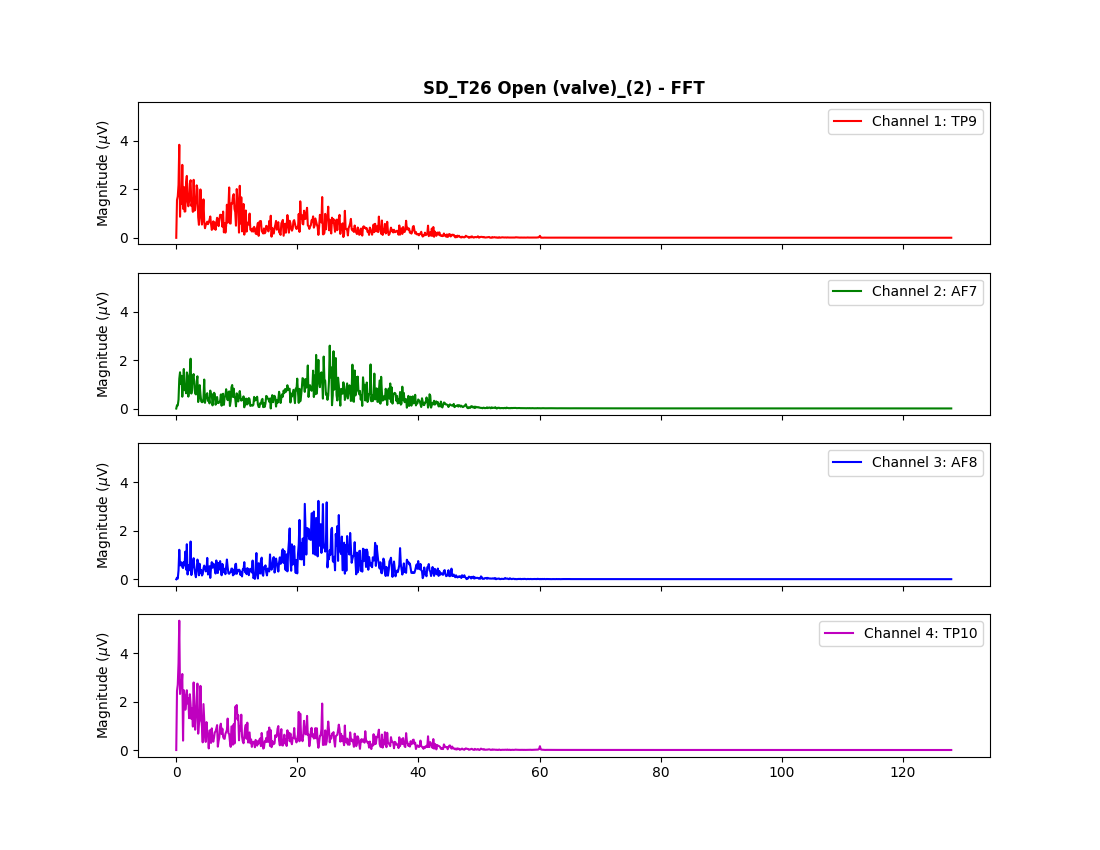 SD_T26 Open (valve)_(2) - FFT
Channel 1: TP9
Magnitude (μV)
4
2
0
Channel 2: AF7
Magnitude (μV)
4
2
0
Channel 3: AF8
Magnitude (μV)
4
2
0
Channel 4: TP10
Magnitude (μV)
4
2
0
0 20 40 60 80 100 120